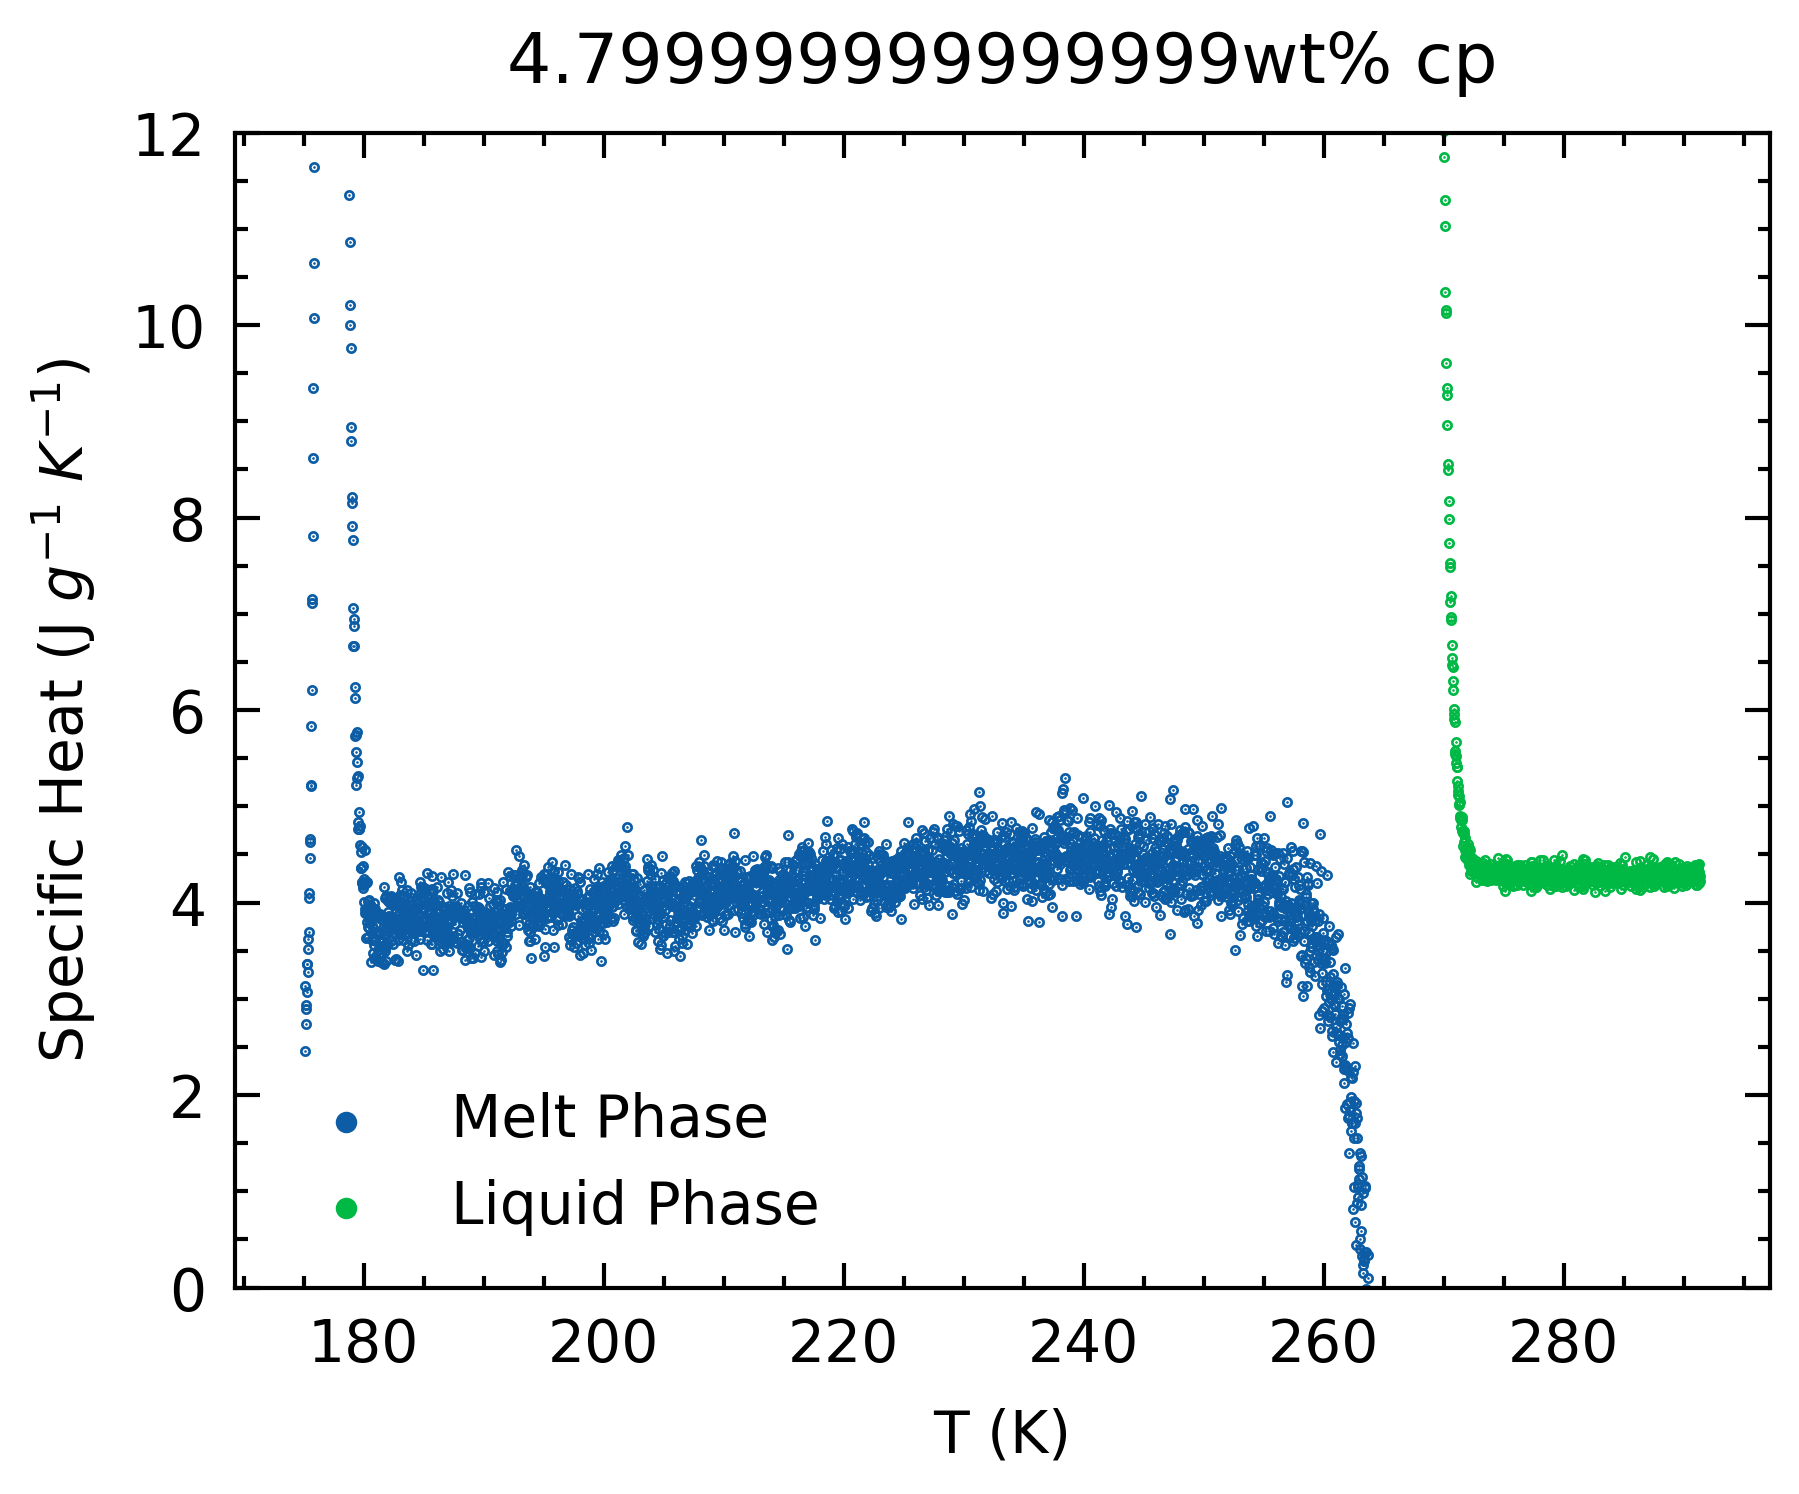 4.799999999999999wt% cp
12
10
8
6
4
2
0
Specific Heat (J g⁻¹ K⁻¹)
Melt Phase
Liquid Phase
180 200 220 240 260 280
T (K)